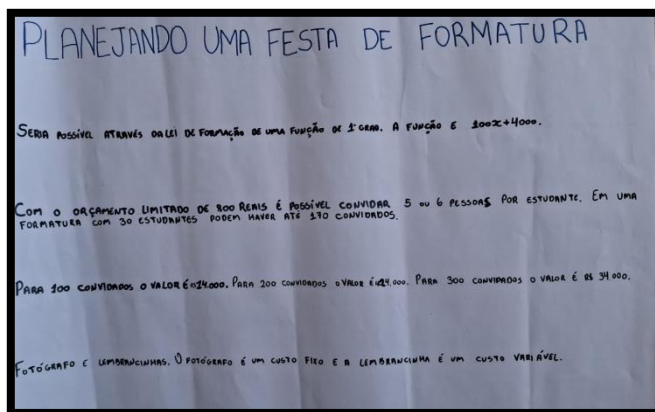 PLANEJANDO UMA FESTA DE FORMATURA
SERIA POSSÍVEL ATRAVÉS DA LEI DE FORMAÇÃO DE UMA FUNÇÃO DE 1° GRAU. A FUNÇÃO É 100x+4000.
COM O ORÇAMENTO LIMITADO DE 800 REAIS É POSSÍVEL CONVIDAR 5 OU 6 PESSOAS POR ESTUDANTE. EM UMA
FORMATURA COM 30 ESTUDANTES PODEM HAVER ATÉ 170 CONVIDADOS.
PARA 100 CONVIDADOS O VALOR É R$14.000. PARA 200 CONVIDADOS O VALOR É R$24.000. PARA 300 CONVIDADOS O VALOR É R$ 34.000.
FOTÓGRAFO E LEMBRANCINHAS. O FOTÓGRAFO É UM CUSTO FIXO E A LEMBRANCINHA É UM CUSTO VARIÁVEL.